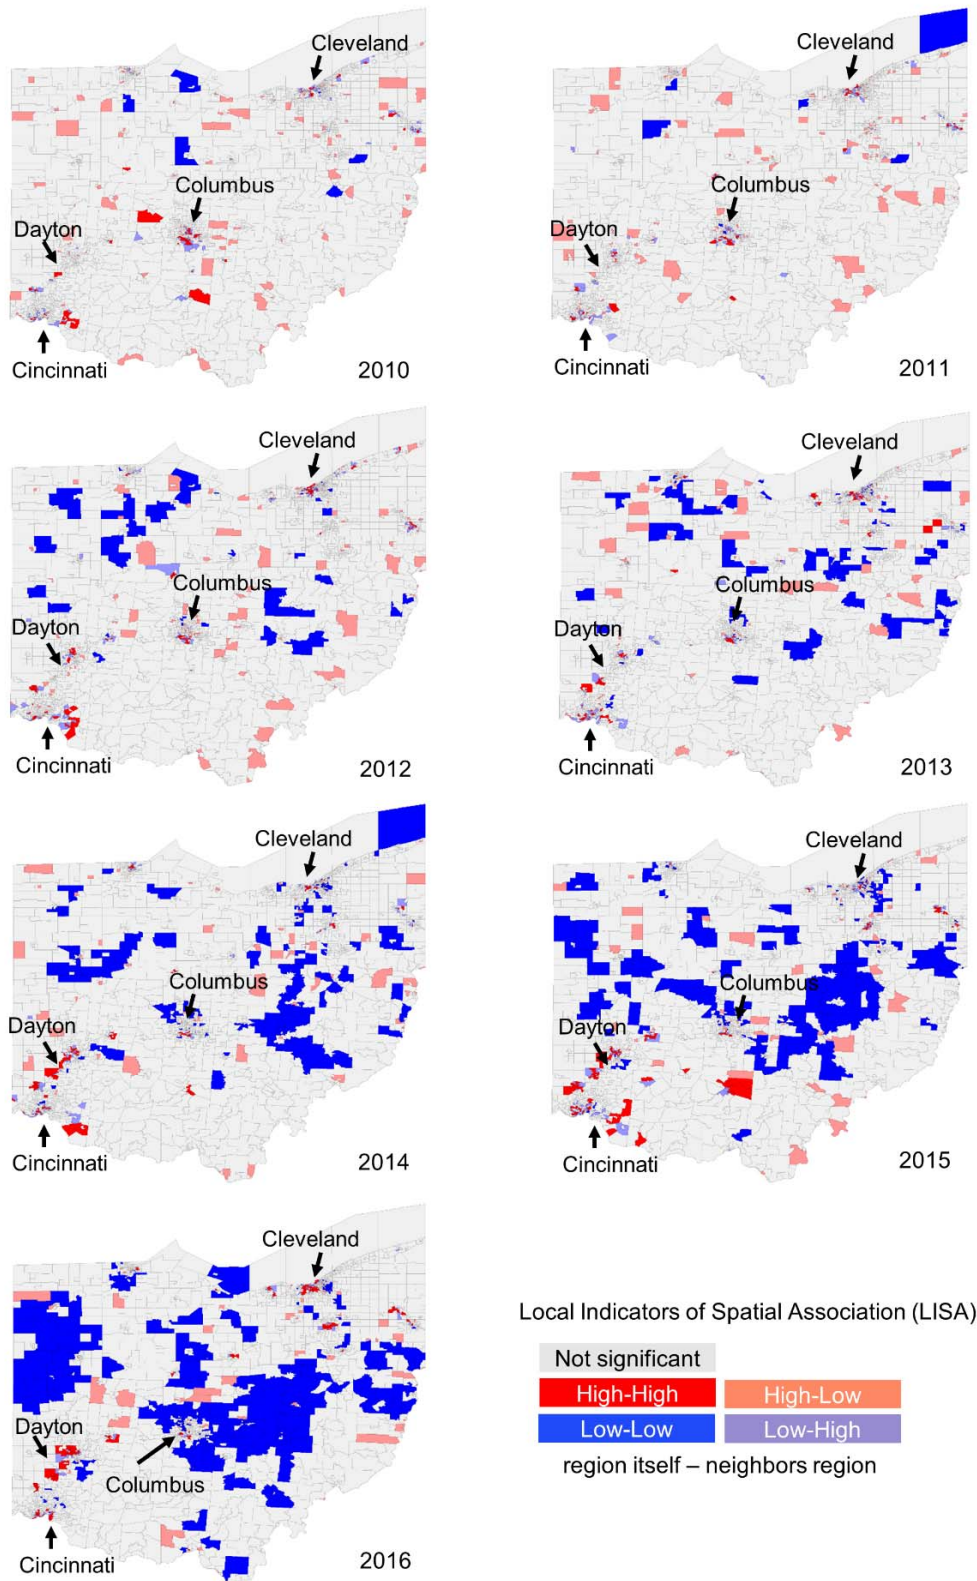 Cleveland
Columbus
Dayton
Cincinnati
2010
Cleveland
Columbus
Dayton
Cincinnati
2011
Cleveland
Columbus
Dayton
Cincinnati
2012
Cleveland
Columbus
Dayton
Cincinnati
2013
Cleveland
Columbus
Dayton
Cincinnati
2014
Cleveland
Columbus
Dayton
Cincinnati
2015
Cleveland
Dayton
Columbus
Cincinnati
2016
Local Indicators of Spatial Association (LISA)
Not significant
High-High High-Low
Low-Low Low-High
region itself – neighbors region